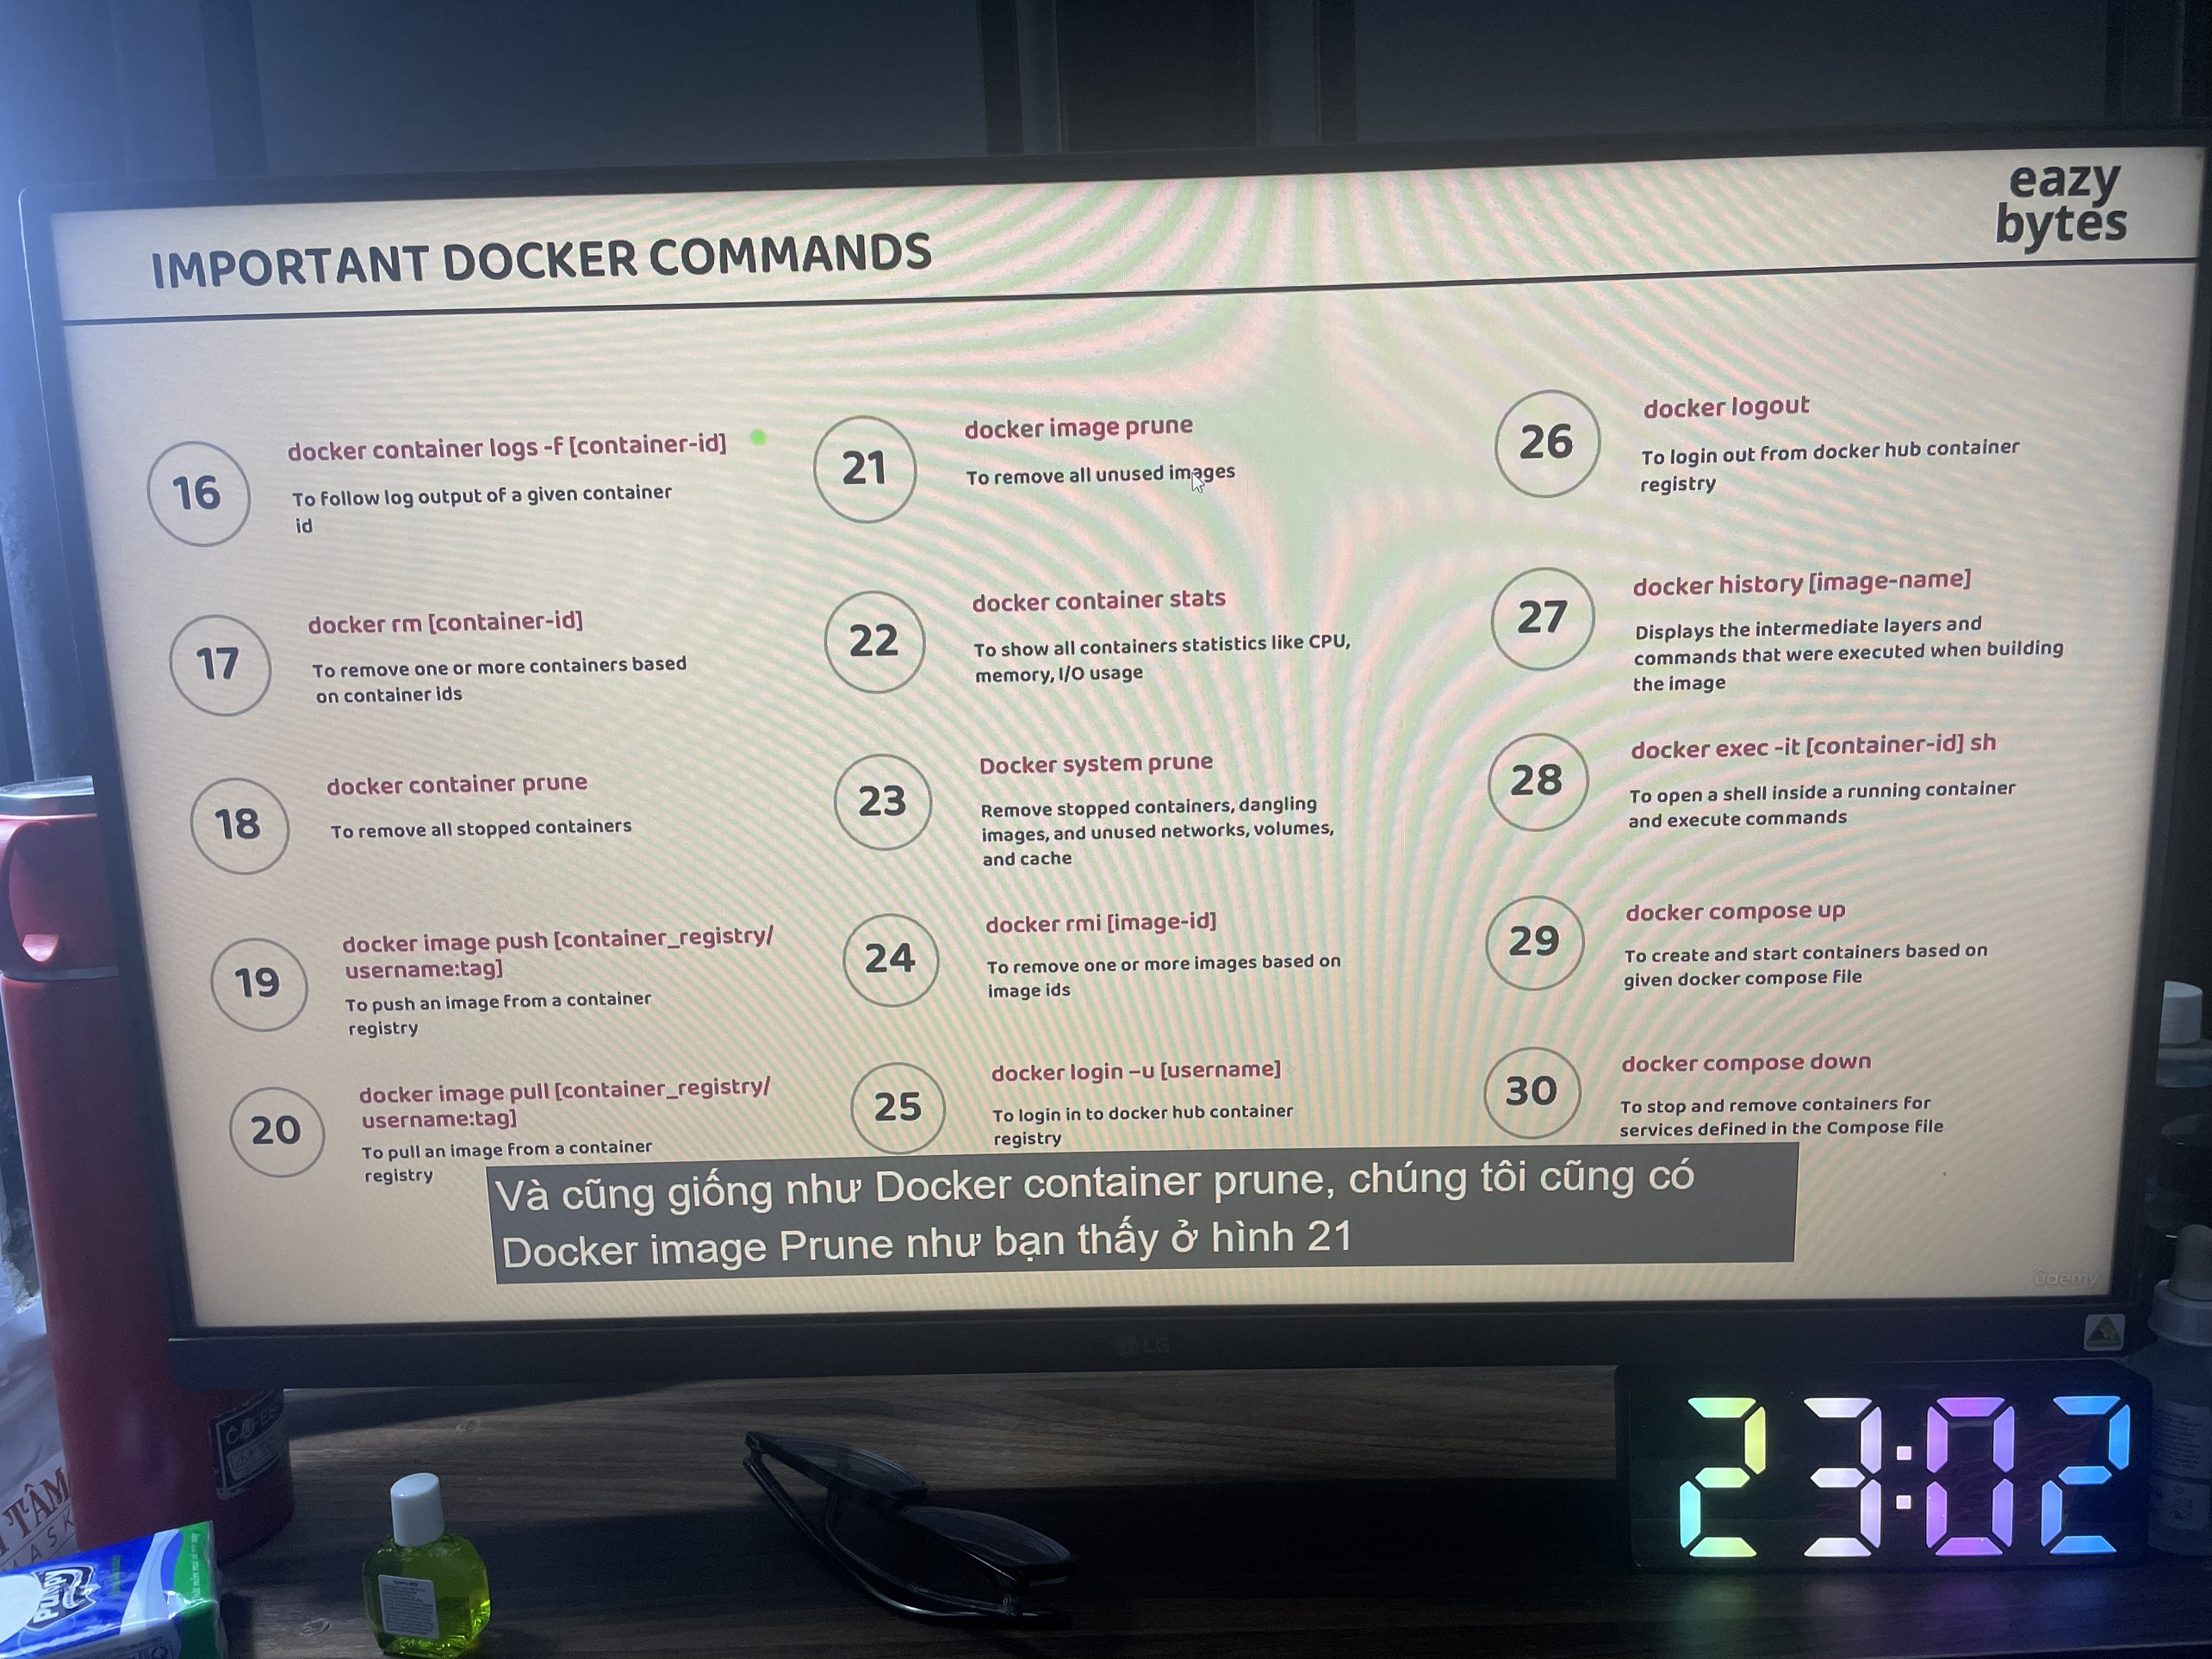 eazy
bytes
IMPORTANT DOCKER COMMANDS
16
docker container logs -f [container-id]
To follow log output of a given container
id
17
docker rm [container-id]
To remove one or more containers based
on container ids
18
docker container prune
To remove all stopped containers
19
docker image push [container_registry/
username:tag]
To push an image from a container
registry
20
docker image pull [container_registry/
username:tag]
To pull an image from a container
registry
21
docker image prune
To remove all unused images
22
docker container stats
To show all containers statistics like CPU,
memory, I/O usage
23
Docker system prune
Remove stopped containers, dangling
images, and unused networks, volumes,
and cache
24
docker rmi [image-id]
To remove one or more images based on
image ids
25
docker login –u [username]
To login in to docker hub container
registry
26
docker logout
To login out from docker hub container
registry
27
docker history [image-name]
Displays the intermediate layers and
commands that were executed when building
the image
28
docker exec -it [container-id] sh
To open a shell inside a running container
and execute commands
29
docker compose up
To create and start containers based on
given docker compose file
30
docker compose down
To stop and remove containers for
services defined in the Compose file
Và cũng giống như Docker container prune, chúng tôi cũng có
Docker image Prune như bạn thấy ở hình 21
ûdemy
LG
23:02
TÂM
Pulppy